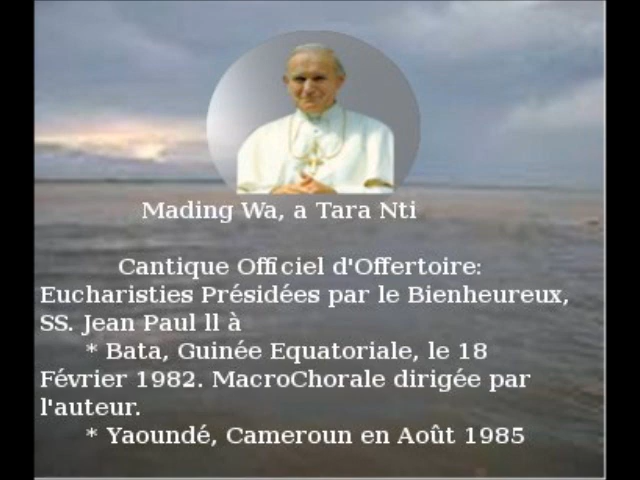 Mading Wa, a Tara Nti
Cantique Officiel d'Offertoire:
Eucharisties Présidées par le Bienheureux,
SS. Jean Paul ll à
* Bata, Guinée Equatoriale, le 18
Février 1982. MacroChorale dirigée par
l'auteur.
* Yaoundé, Cameroun en Août 1985